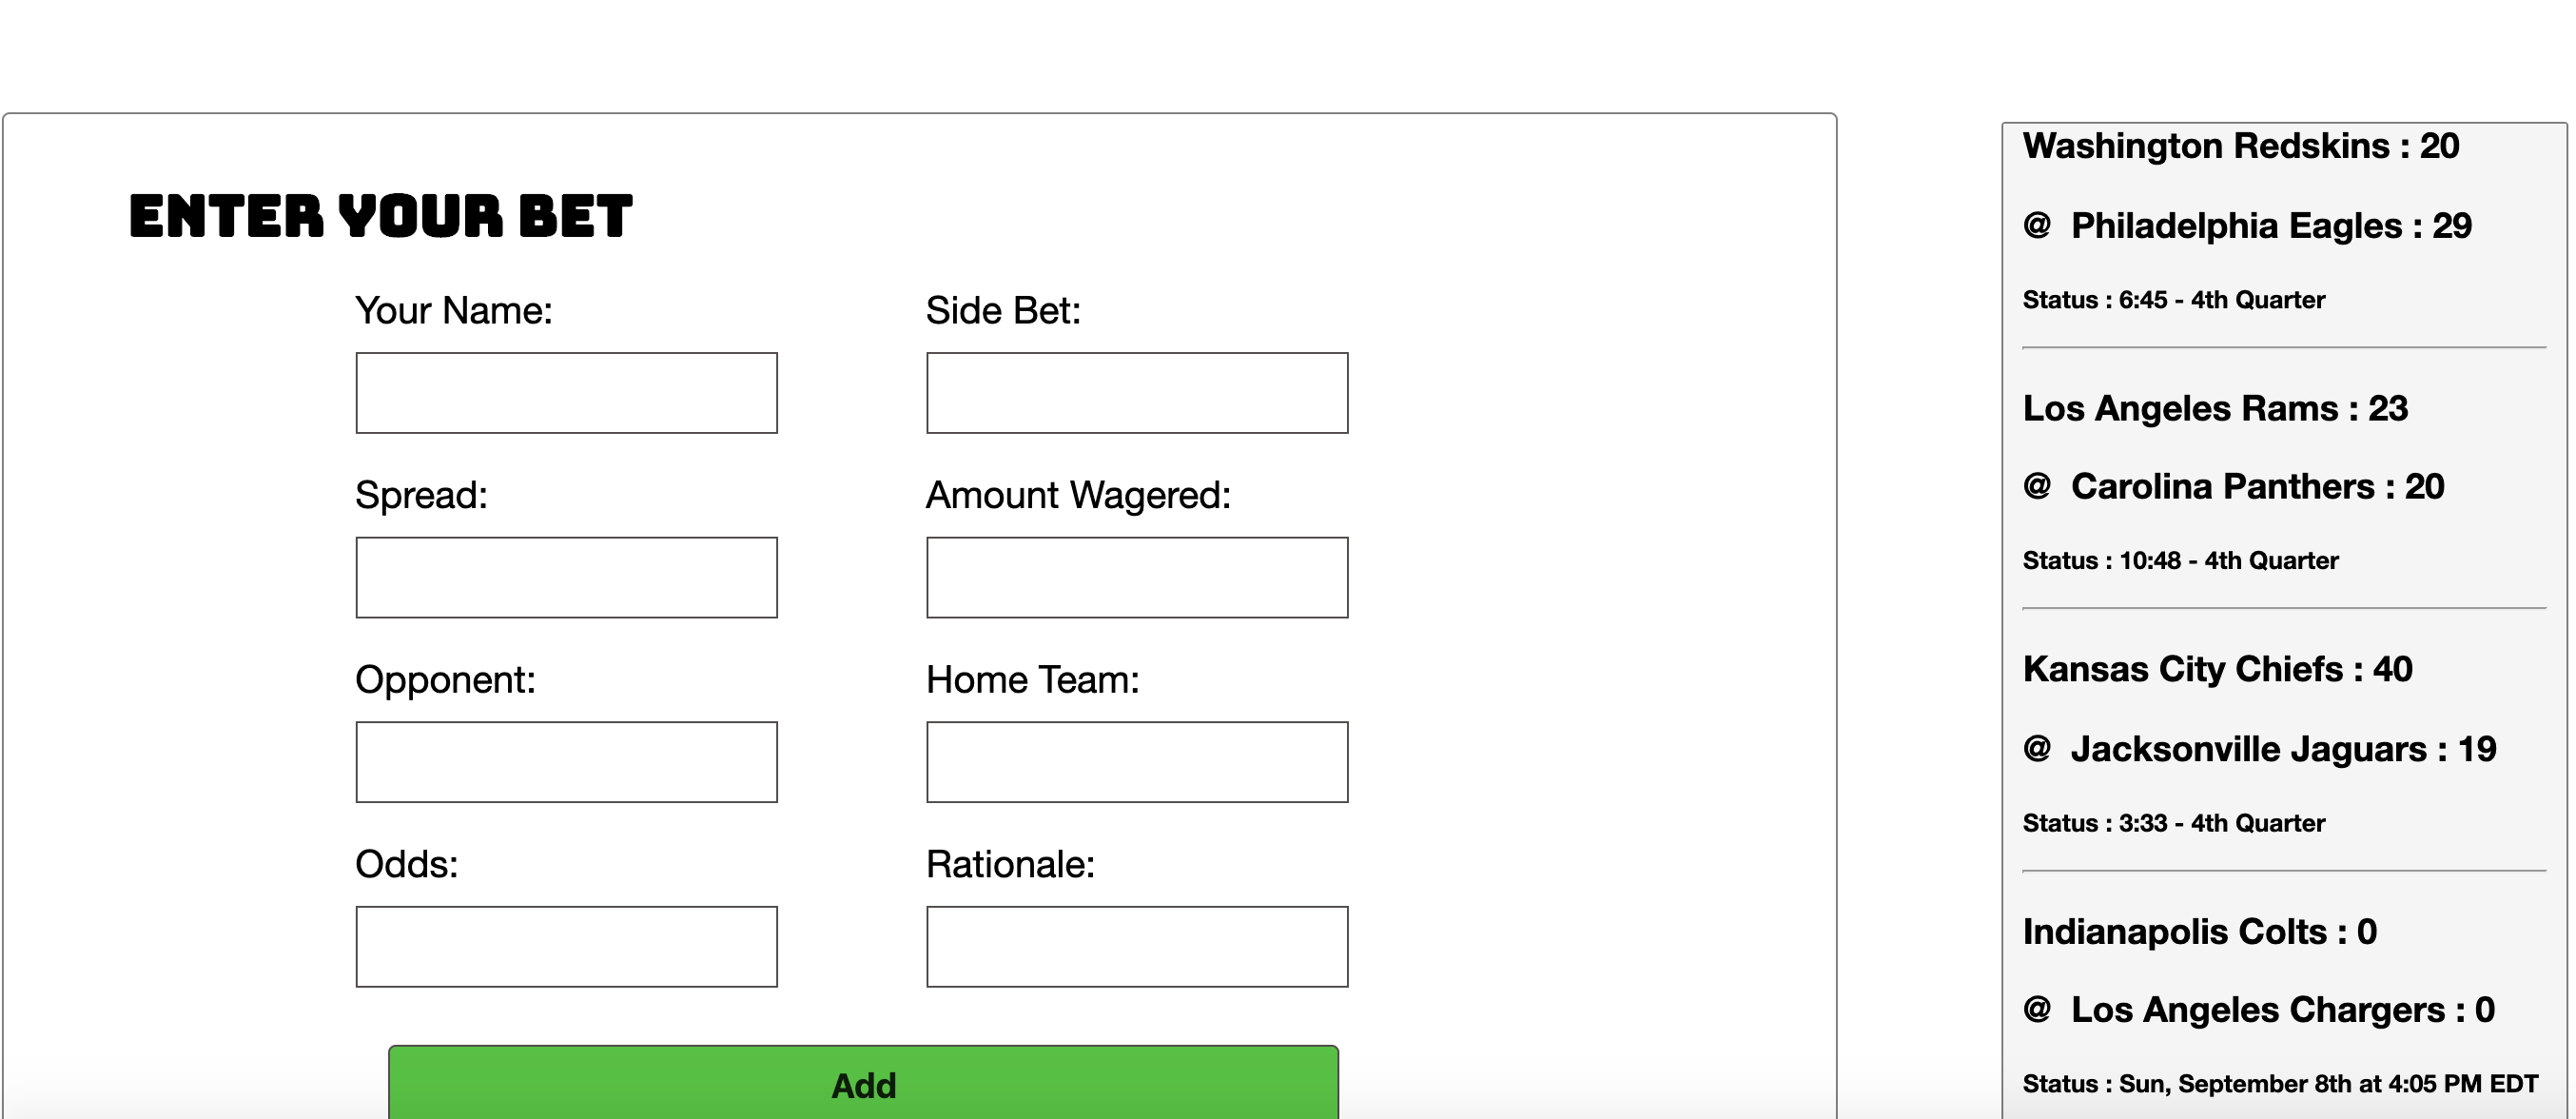 ENTER YOUR BET
Your Name:
Side Bet:
Spread:
Amount Wagered:
Opponent:
Home Team:
Odds:
Rationale:
Add
Washington Redskins : 20
@ Philadelphia Eagles : 29
Status : 6:45 - 4th Quarter
Los Angeles Rams : 23
@ Carolina Panthers : 20
Status : 10:48 - 4th Quarter
Kansas City Chiefs : 40
@ Jacksonville Jaguars : 19
Status : 3:33 - 4th Quarter
Indianapolis Colts : 0
@ Los Angeles Chargers : 0
Status : Sun, September 8th at 4:05 PM EDT